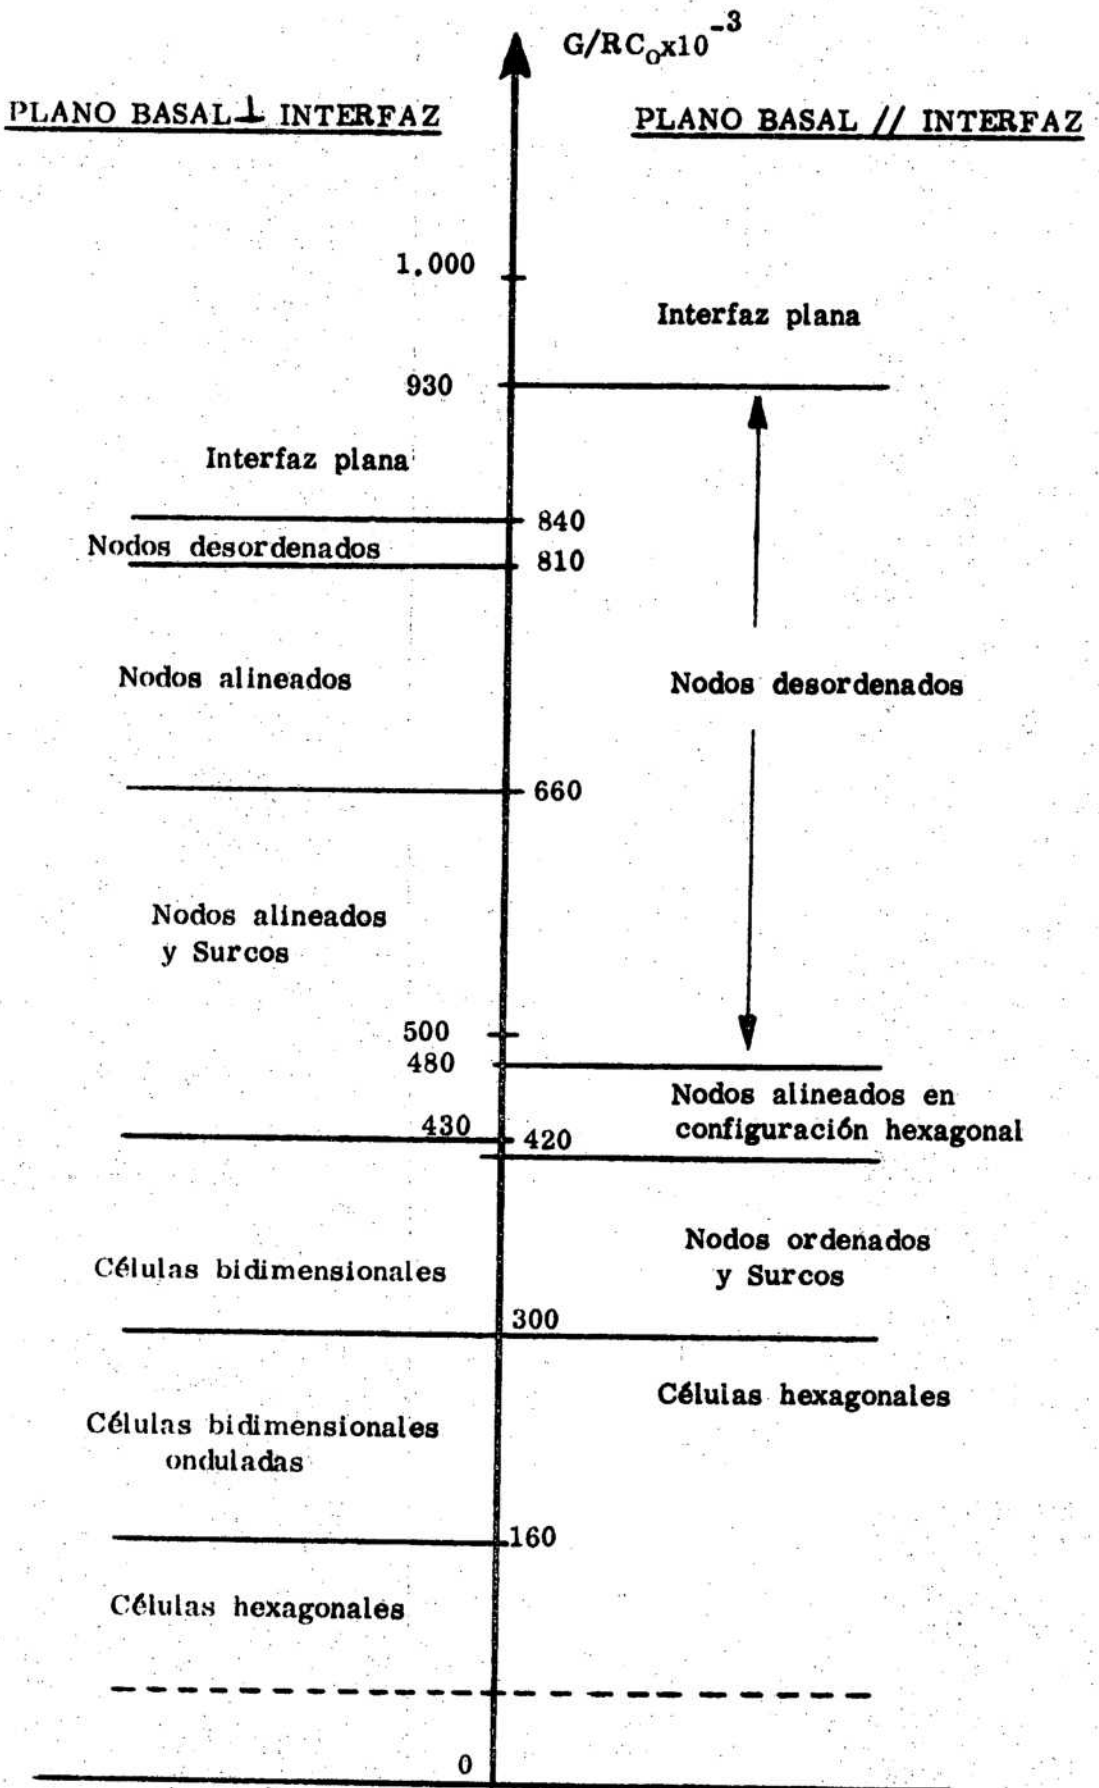 G/RC₀x10⁻³
PLANO BASAL ⊥ INTERFAZ
PLANO BASAL // INTERFAZ
1.000
Interfaz plana
930
Interfaz plana
840
Nodos desordenados
810
Nodos alineados
Nodos desordenados
660
Nodos alineados
y Surcos
500
480
Nodos alineados en
configuración hexagonal
430
420
Nodos ordenados
y Surcos
Células bidimensionales
300
Células hexagonales
Células bidimensionales
onduladas
160
Células hexagonales
0